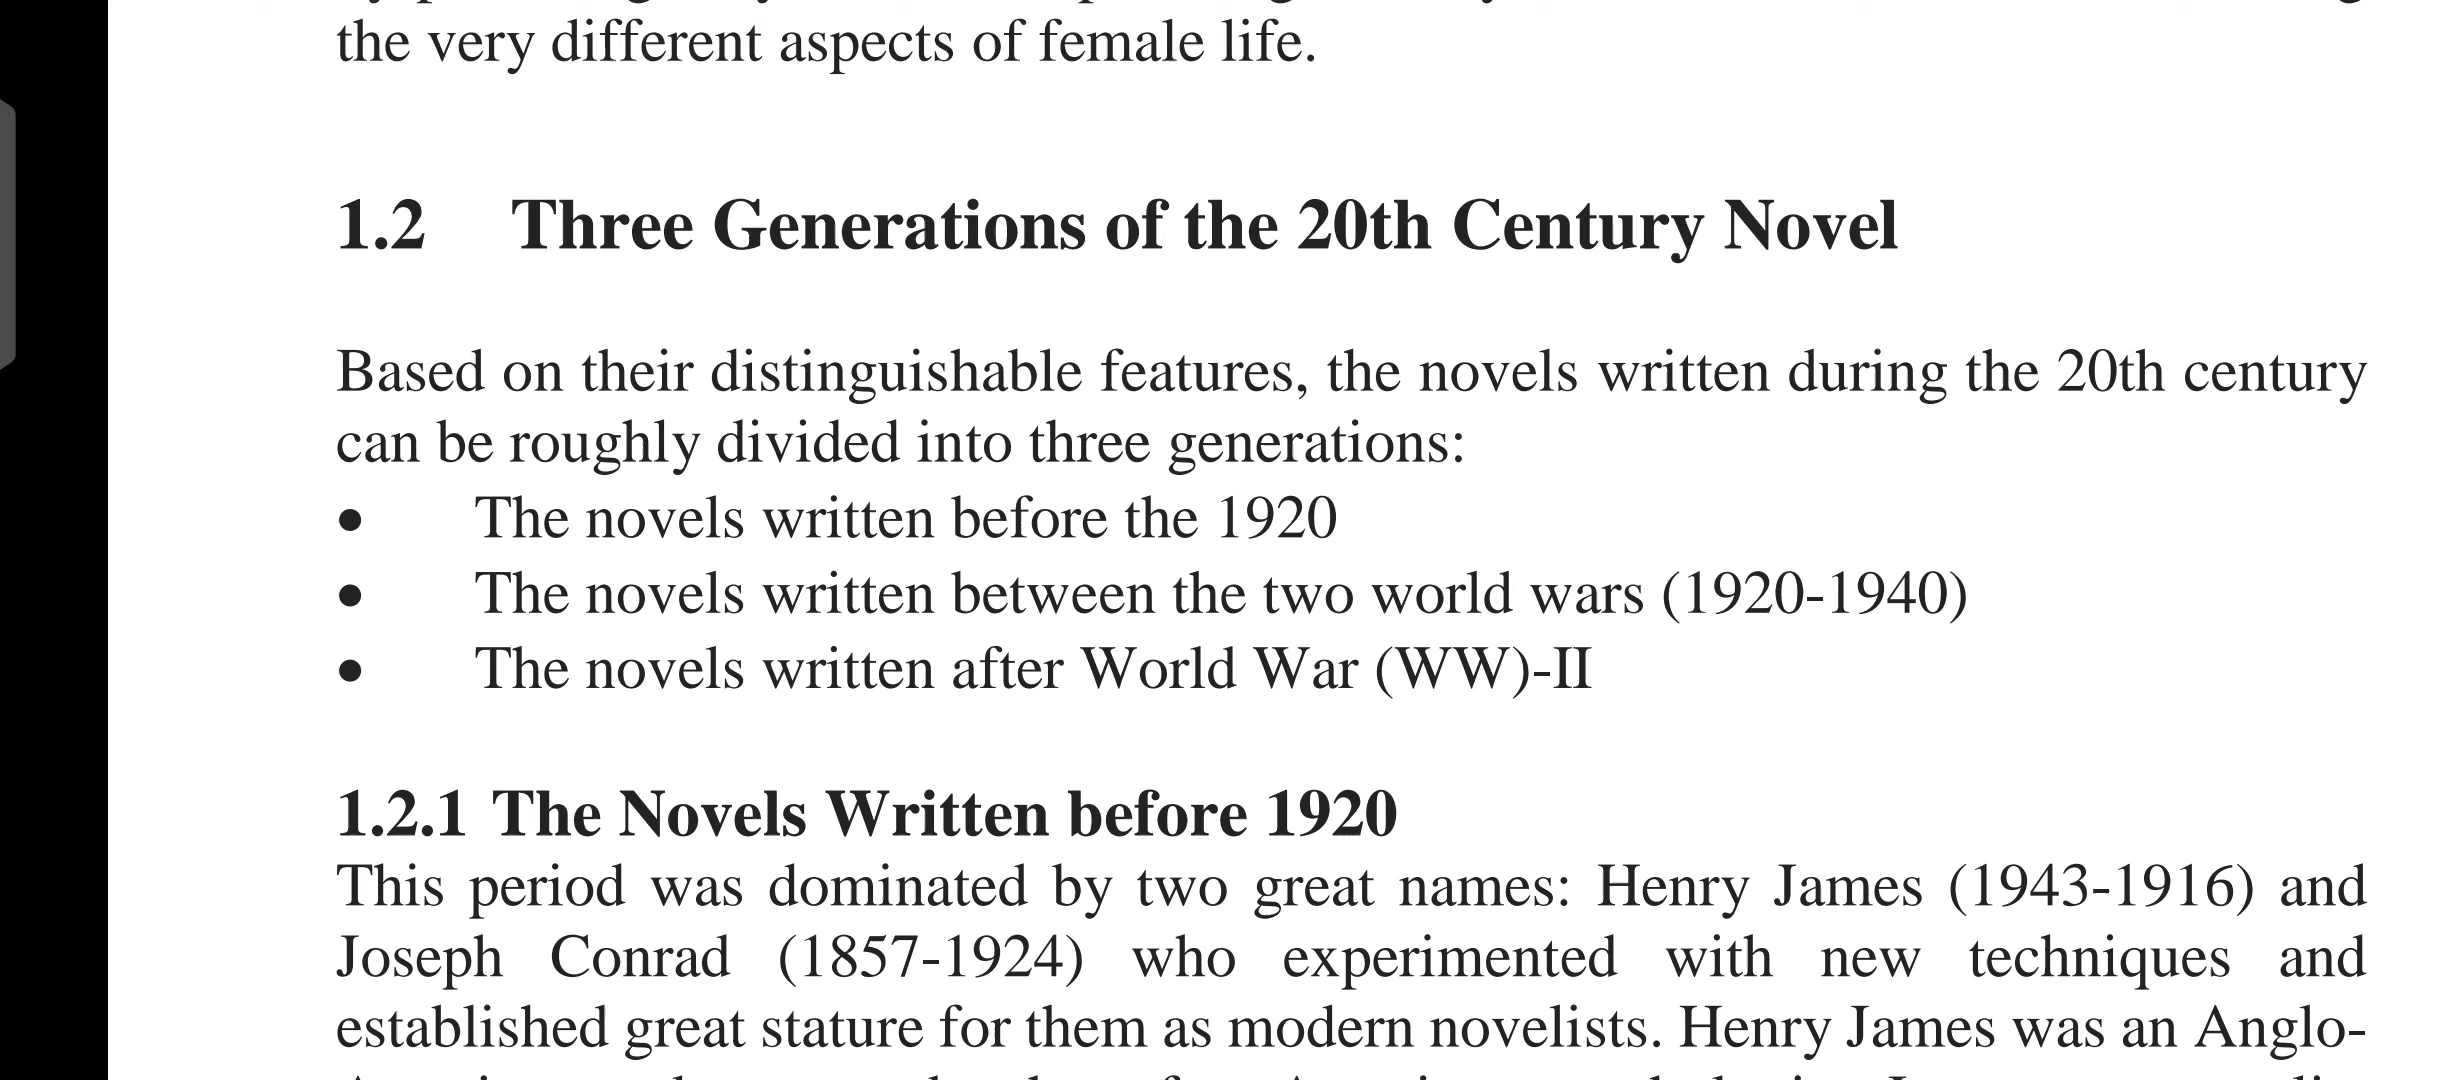 the very different aspects of female life.
1.2 Three Generations of the 20th Century Novel
Based on their distinguishable features, the novels written during the 20th century
can be roughly divided into three generations:
• The novels written before the 1920
• The novels written between the two world wars (1920-1940)
• The novels written after World War (WW)-II
1.2.1 The Novels Written before 1920
This period was dominated by two great names: Henry James (1943-1916) and
Joseph Conrad (1857-1924) who experimented with new techniques and
established great stature for them as modern novelists. Henry James was an Anglo-